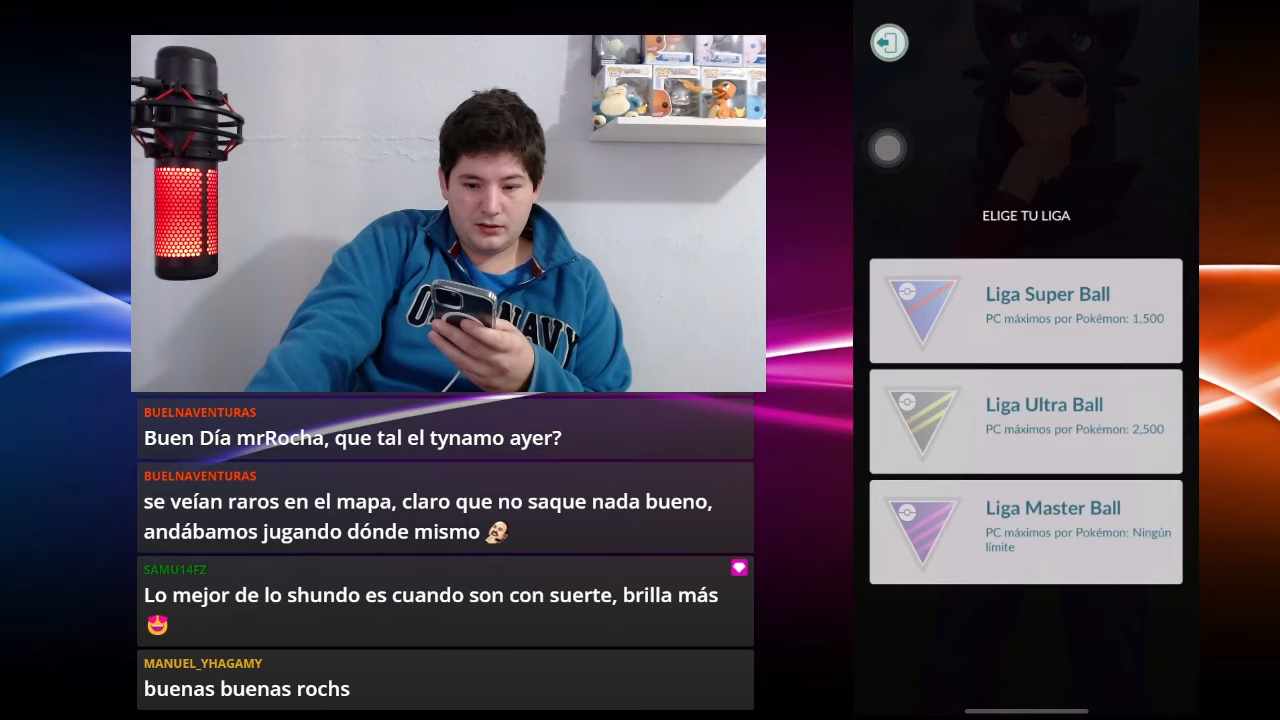 OLD NAVY
BUELNAVENTURAS
Buen Día mrRocha, que tal el tynamo ayer?
BUELNAVENTURAS
se veían raros en el mapa, claro que no saque nada bueno,
andábamos jugando dónde mismo
SAMU14FZ
Lo mejor de lo shundo es cuando son con suerte, brilla más
MANUEL_YHAGAMY
buenas buenas rochs
ELIGE TU LIGA
Liga Super Ball
PC máximos por Pokémon: 1,500
Liga Ultra Ball
PC máximos por Pokémon: 2,500
Liga Master Ball
PC máximos por Pokémon: Ningún
límite